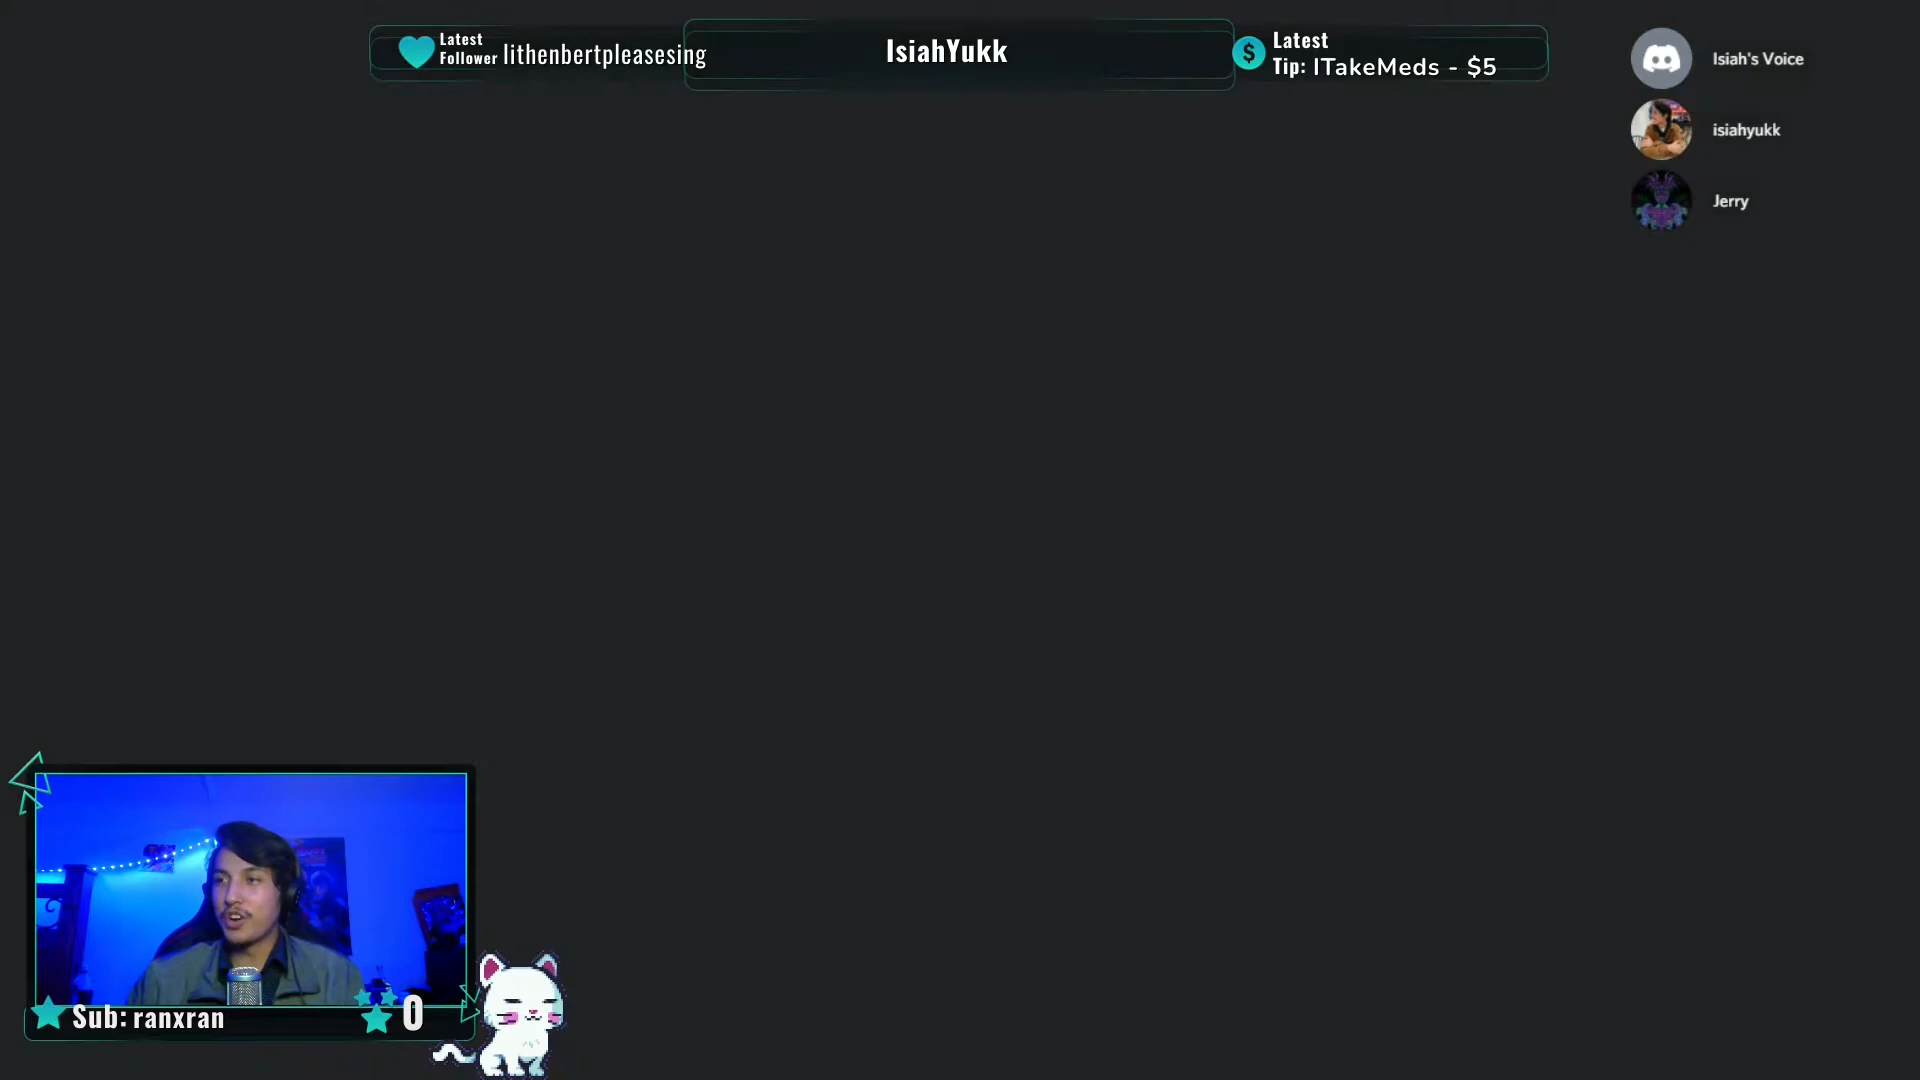 Latest
Follower lithenbertpleasesing
IsiahYukk
Latest
Tip: ITakeMeds - $5
Isiah's Voice
isiahyukk
Jerry
Sub: ranxran
0